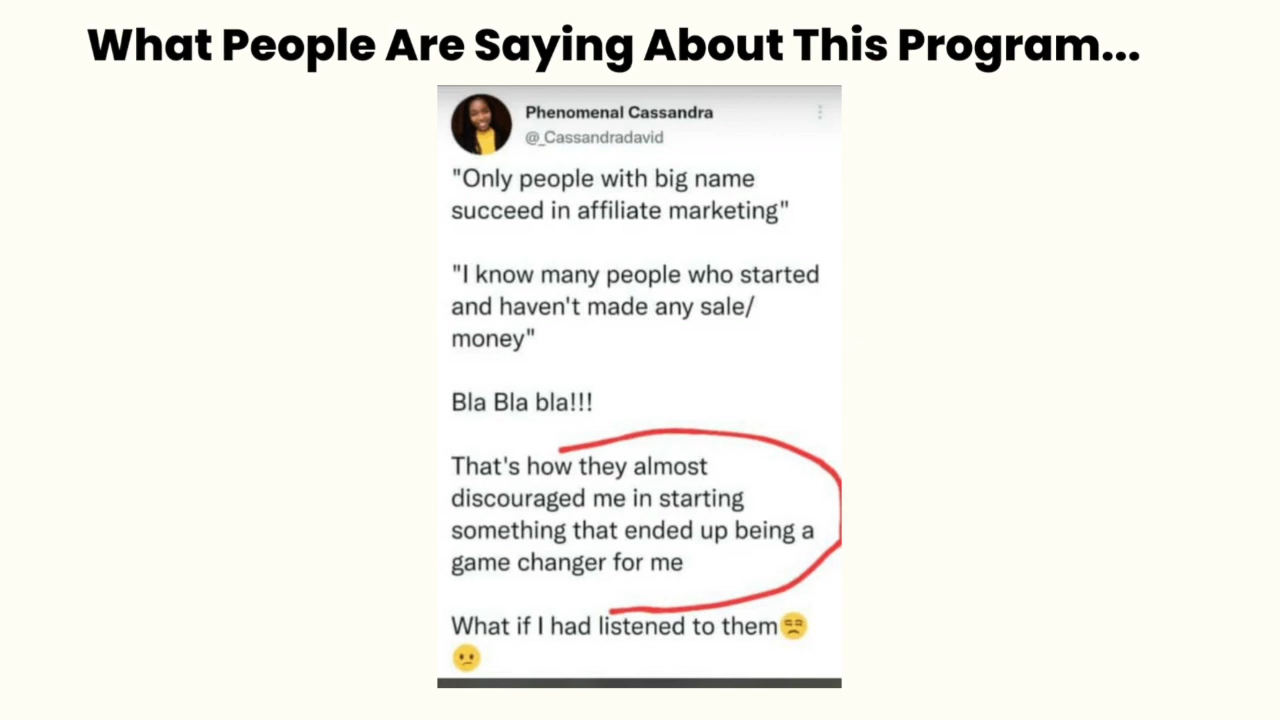 What People Are Saying About This Program...
Phenomenal Cassandra
@_Cassandradavid
"Only people with big name
succeed in affiliate marketing"
"I know many people who started
and haven't made any sale/
money"
Bla Bla bla!!!
That's how they almost
discouraged me in starting
something that ended up being a
game changer for me
What if I had listened to them😒
😕